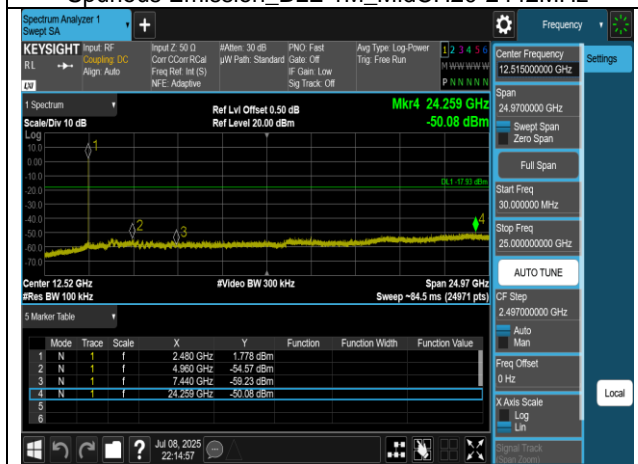 Spurious Emission_BLE 1M_MidCH20 2442MHz
Spectrum Analyzer 1
Swept SA
+
Frequency
KEYSIGHT
Input: RF
Coupling: DC
Align: Auto
Input Z: 50 Ω
Corr CCorr RCal
Freq Ref: Int (S)
NFE: Adaptive
#Atten: 30 dB
µW Path: Standard
PNO: Fast
Gate: Off
IF Gain: Low
Sig Track: Off
Avg Type: Log-Power
Trig: Free Run
1 2 3 4 5 6
M W W W W W
P N N N N N
RL
LXI
1 Spectrum
Scale/Div 10 dB
Ref Lvl Offset 0.50 dB
Ref Level 20.00 dBm
Mkr4 24.259 GHz
-50.08 dBm
Log
10.0
0.00
-10.0
-20.0
-30.0
-40.0
-50.0
-60.0
-70.0
1
2
3
4
DL1 -17.93 dBm
Center 12.52 GHz
#Video BW 300 kHz
Span 24.97 GHz
#Res BW 100 kHz
Sweep ~84.5 ms (24971 pts)
5 Marker Table
Mode Trace Scale X Y Function Function Width Function Value
1 N 1 f 2.480 GHz 1.778 dBm
2 N 1 f 4.960 GHz -54.57 dBm
3 N 1 f 7.440 GHz -59.23 dBm
4 N 1 f 24.259 GHz -50.08 dBm
5
6
Center Frequency
12.515000000 GHz
Settings
Span
24.9700000 GHz
Swept Span
Zero Span
Full Span
Start Freq
30.000000 MHz
Stop Freq
25.000000000 GHz
AUTO TUNE
CF Step
2.497000000 GHz
Auto
Man
Freq Offset
0 Hz
X Axis Scale
Log
Lin
Local
Signal Track
(Span Zoom)
?
Jul 08, 2025
22:14:57